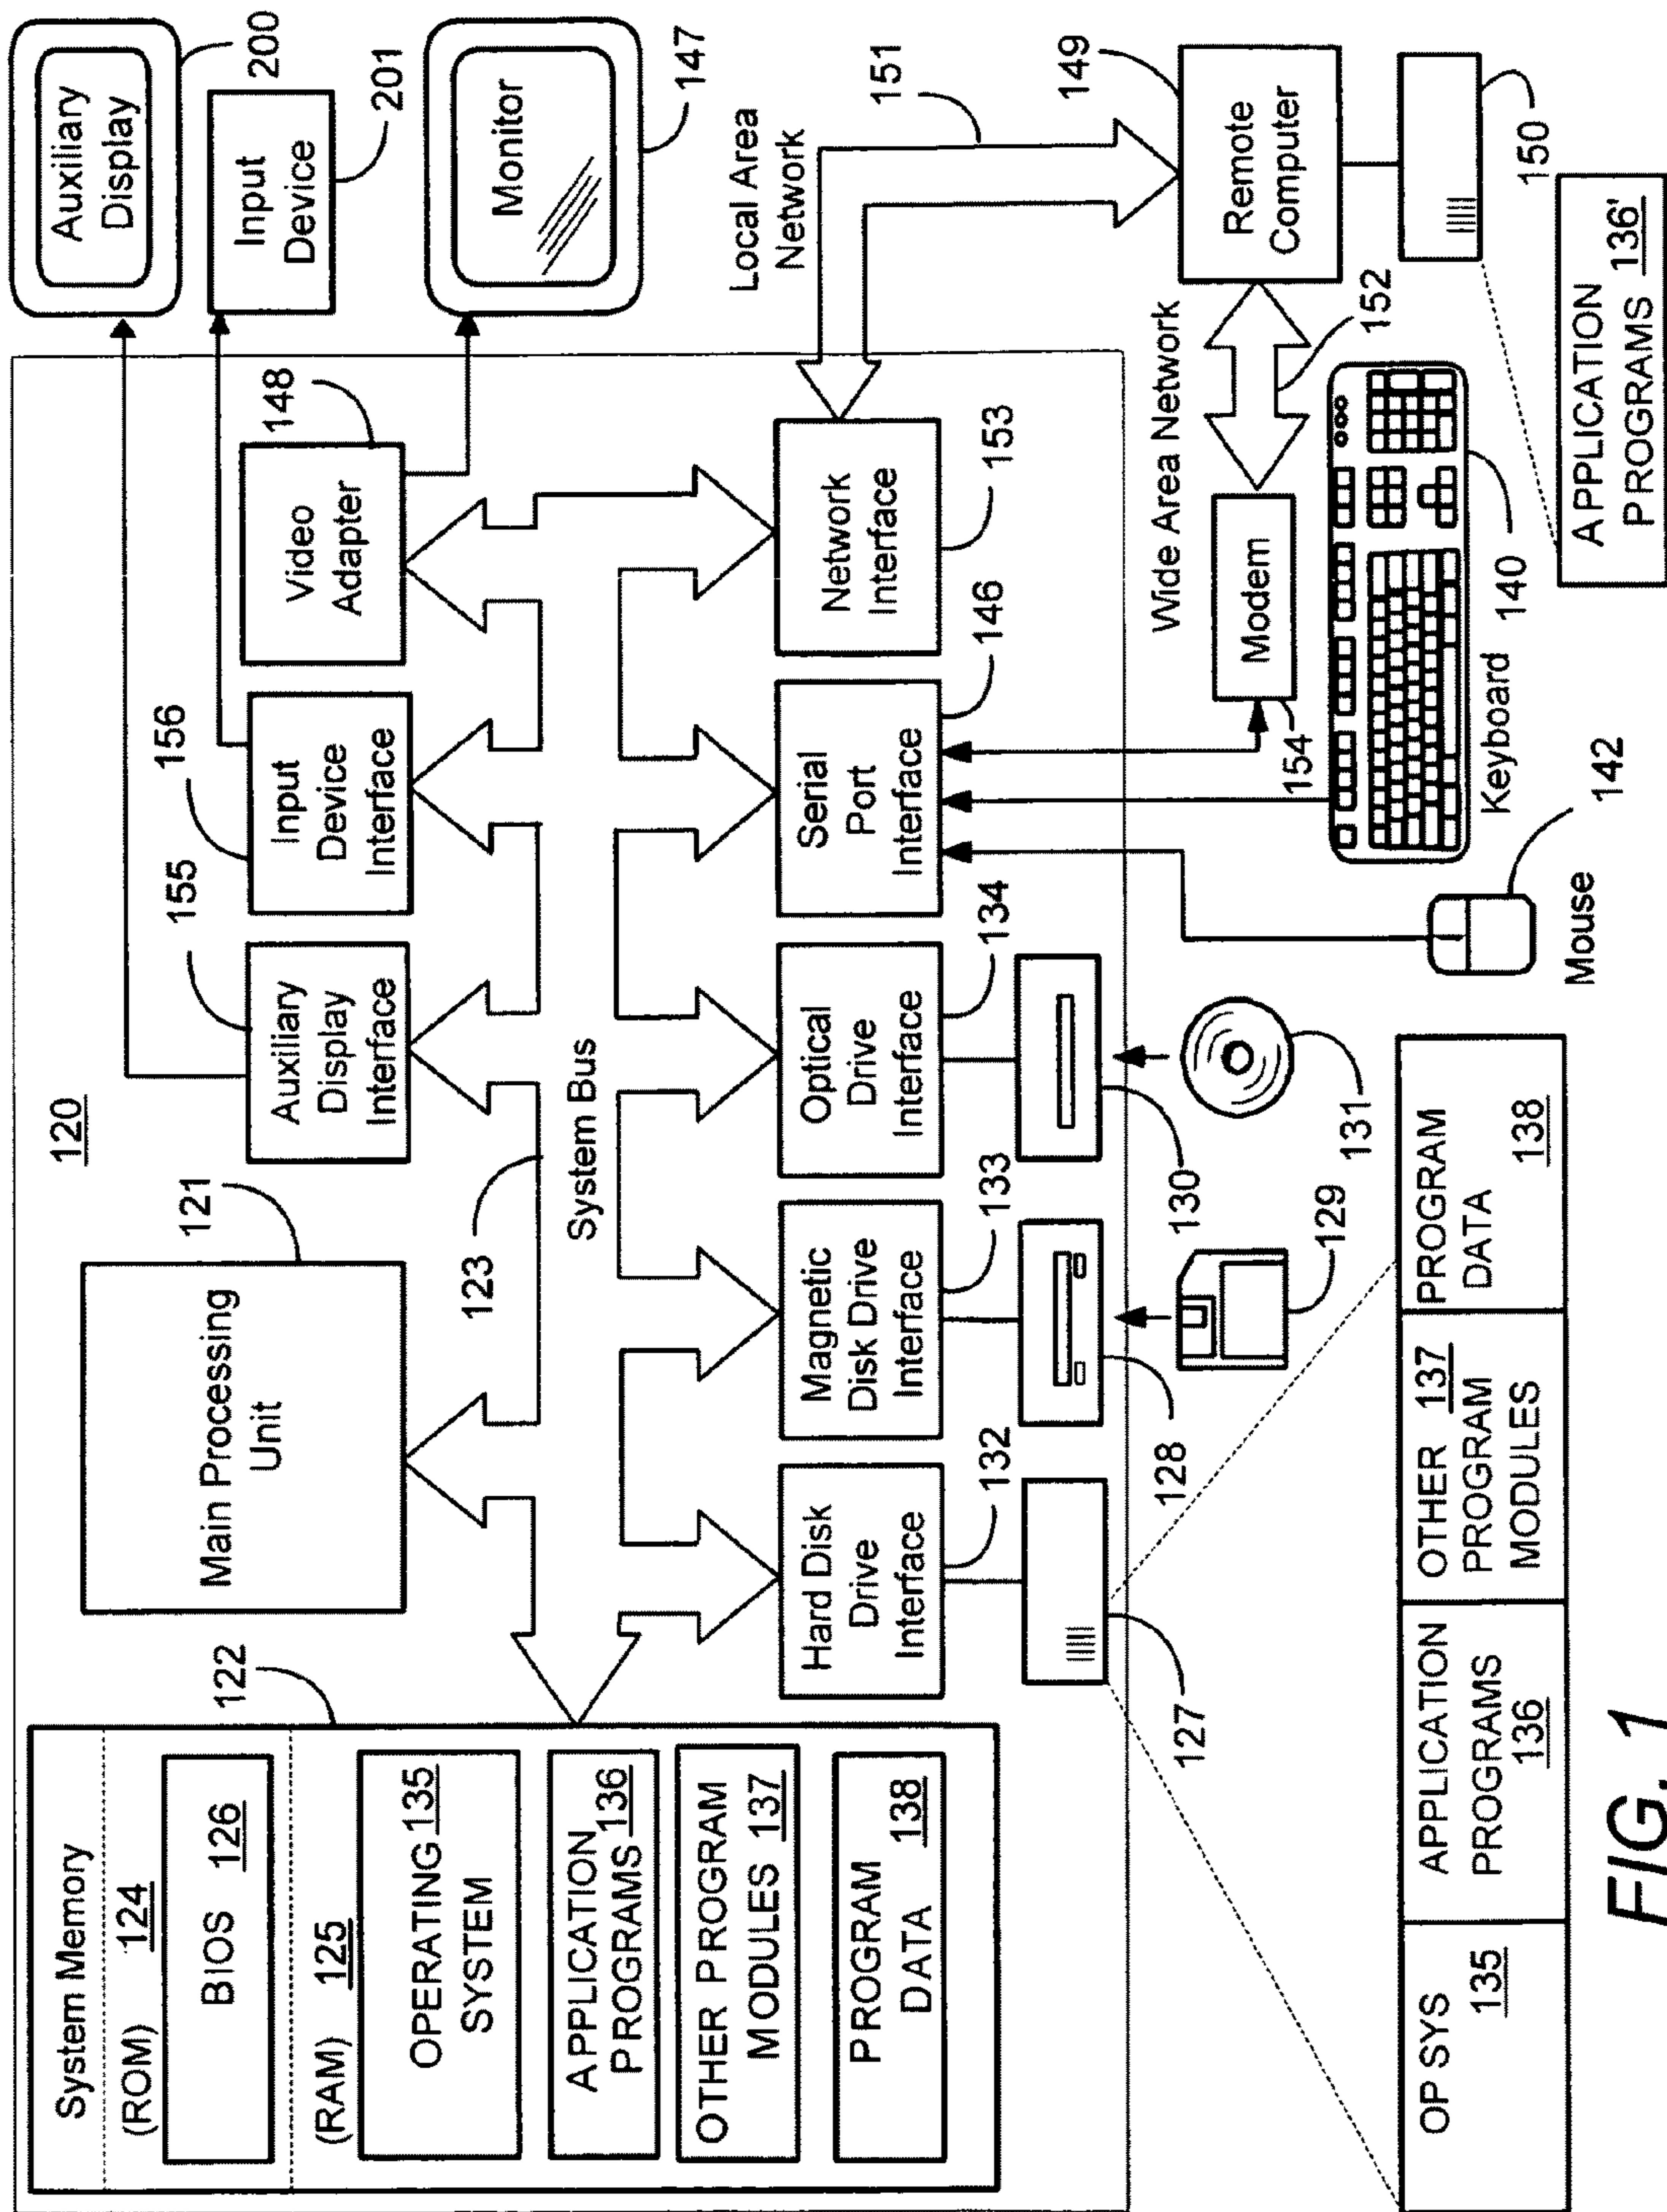 120
System Memory
(ROM) 124
BIOS 126
(RAM) 125
OPERATING 135
SYSTEM
APPLICATION
PROGRAMS 136
OTHER PROGRAM
MODULES 137
PROGRAM
DATA 138
122
Main Processing
Unit
121
Auxiliary
Display
Interface
155
Input
Device
Interface
156
Video
Adapter
148
Auxiliary
Display
200
Input
Device
201
Monitor
147
123
System Bus
Hard Disk
Drive
Interface
132
Magnetic
Disk Drive
Interface
133
Optical
Drive
Interface
134
Serial
Port
Interface
146
Network
Interface
153
Local Area
Network
151
127
128
129
130
131
Wide Area Network
Modem
154
152
Remote
Computer
149
150
Mouse
142
Keyboard
140
OP SYS
135
APPLICATION
PROGRAMS
136
OTHER 137
PROGRAM
MODULES
PROGRAM
DATA
138
APPLICATION
PROGRAMS 136'
FIG. 1